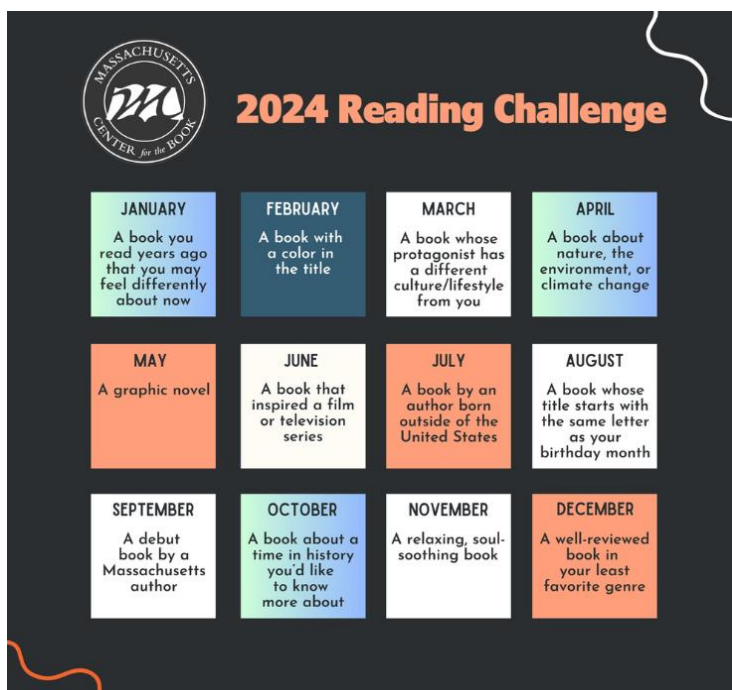 MASSACHUSETTS
CENTER for the BOOK
2024 Reading Challenge
JANUARY
A book you
read years ago
that you may
feel differently
about now
FEBRUARY
A book with
a color in
the title
MARCH
A book whose
protagonist has
a different
culture/lifestyle
from you
APRIL
A book about
nature, the
environment, or
climate change
MAY
A graphic novel
JUNE
A book that
inspired a film
or television
series
JULY
A book by an
author born
outside of the
United States
AUGUST
A book whose
title starts with
the same letter
as your
birthday month
SEPTEMBER
A debut
book by a
Massachusetts
author
OCTOBER
A book about a
time in history
you'd like
to know
more about
NOVEMBER
A relaxing, soul-
soothing book
DECEMBER
A well-reviewed
book in
your least
favorite genre